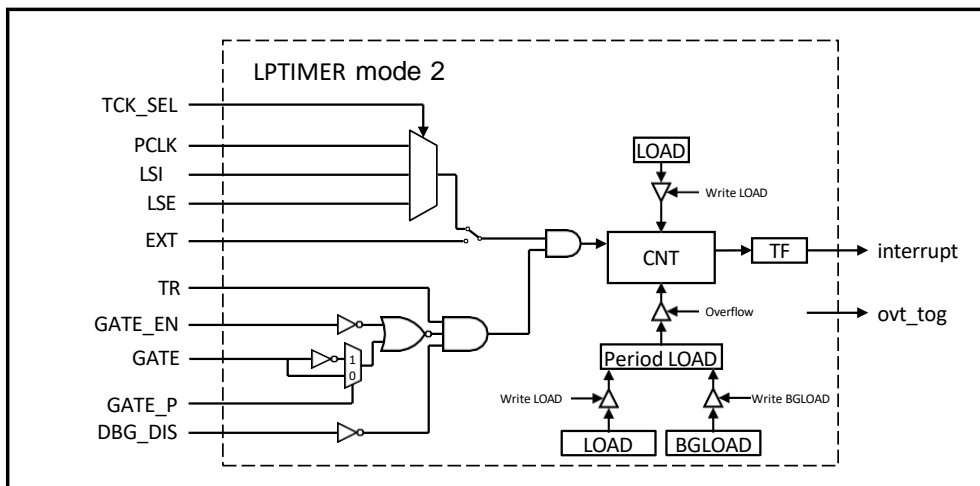 LPTIMER mode 2
TCK_SEL
PCLK
LSI
LSE
EXT
TR
GATE_EN
GATE
1
0
GATE_P
DBG_DIS
LOAD
Write LOAD
CNT
TF
interrupt
Overflow
ovt_tog
Period LOAD
Write LOAD
Write BGLOAD
LOAD
BGLOAD